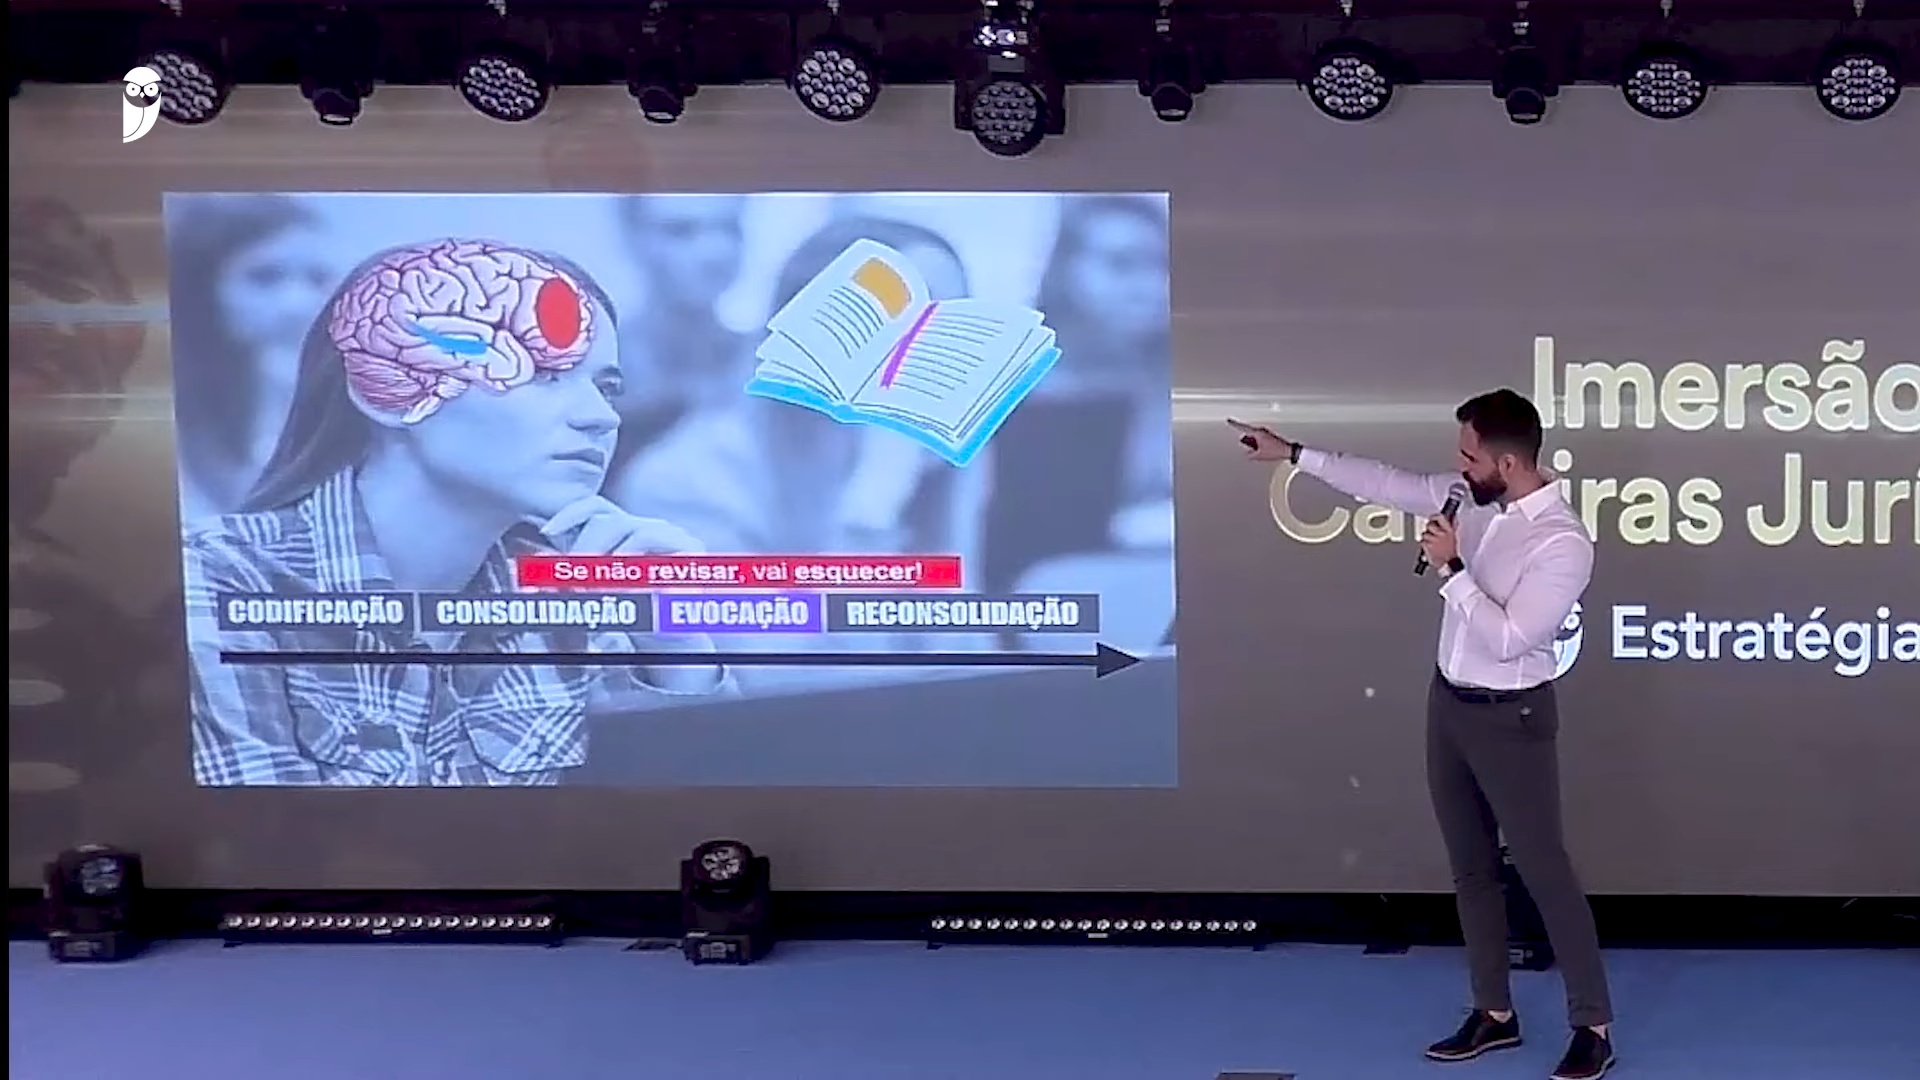 Se não revisar, vai esquecer!
CODIFICAÇÃO CONSOLIDAÇÃO EVOCAÇÃO RECONSOLIDAÇÃO
Imersão
Jurí
Estratégia